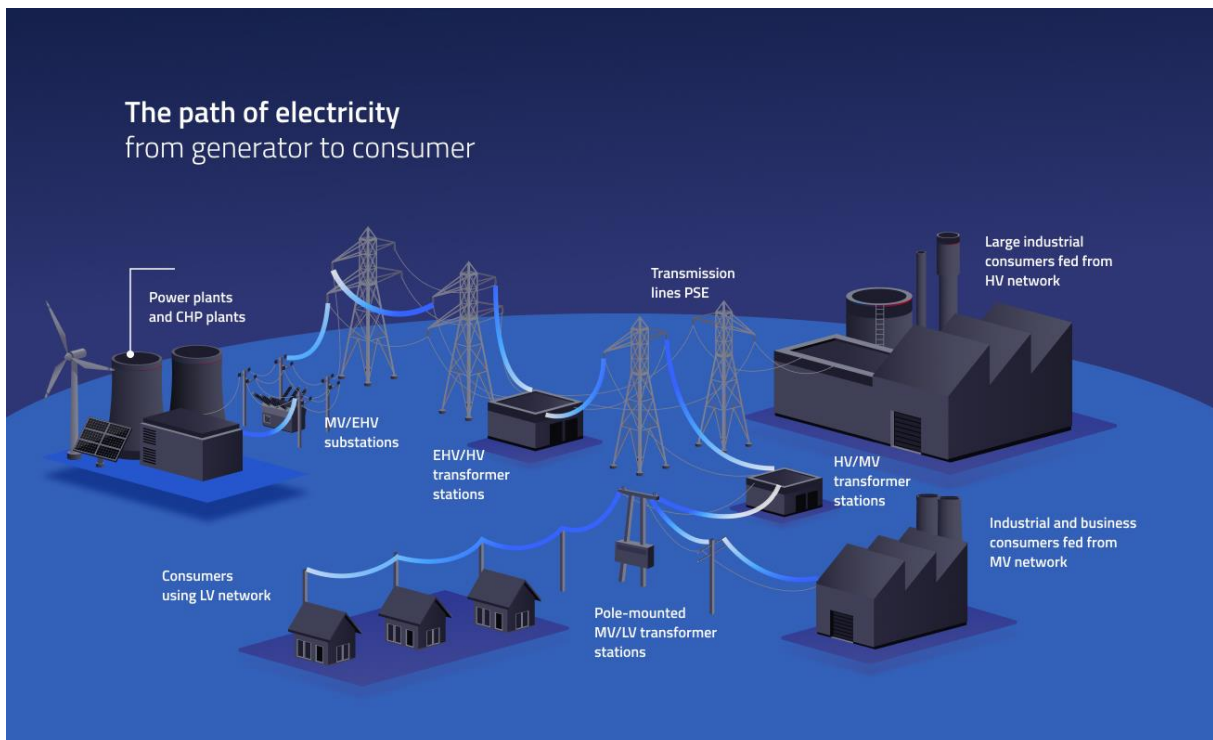 The path of electricity
from generator to consumer
Power plants
and CHP plants
MV/EHV
substations
EHV/HV
transformer
stations
Transmission
lines PSE
Large industrial
consumers fed from
HV network
HV/MV
transformer
stations
Industrial and business
consumers fed from
MV network
Pole-mounted
MV/LV transformer
stations
Consumers
using LV network